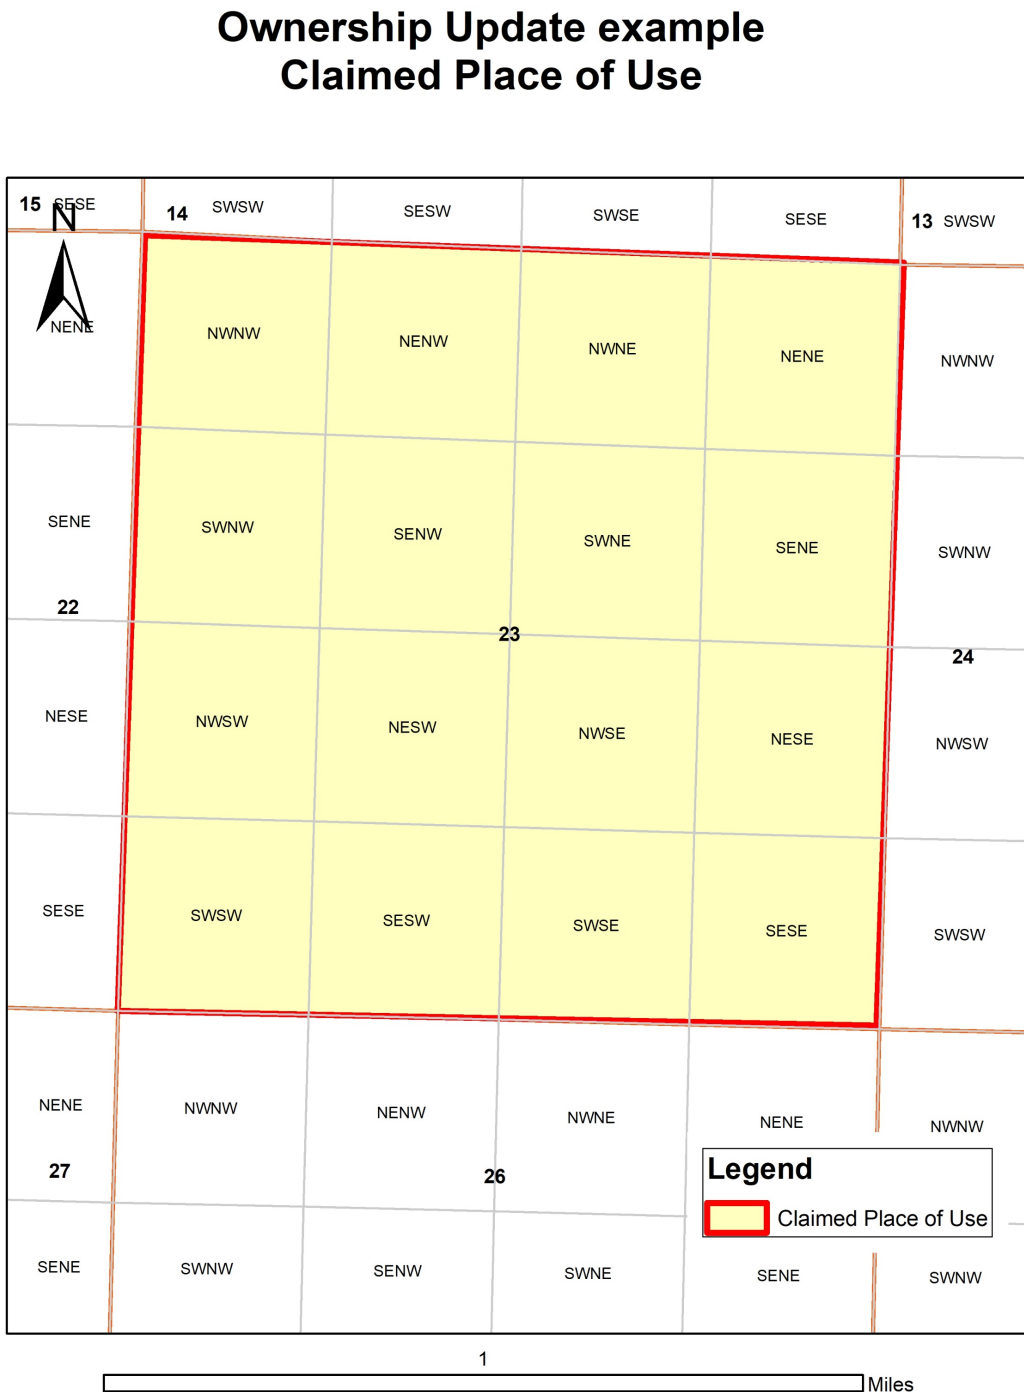 Ownership Update example
Claimed Place of Use
15 SESE
14 SWSW SESW SWSE SESE
13 SWSW
N
NENE NWNW NENW NWNE NENE NWNW
SENE SWNW SENW SWNE SENE SWNW
22 23 24
NESE NWSW NESW NWSE NESE NWSW
SESE SWSW SESW SWSE SESE SWSW
NENE NWNW NENW NWNE NENE NWNW
27 26
Legend
Claimed Place of Use
SENE SWNW SENW SWNE SENE SWNW
1
Miles